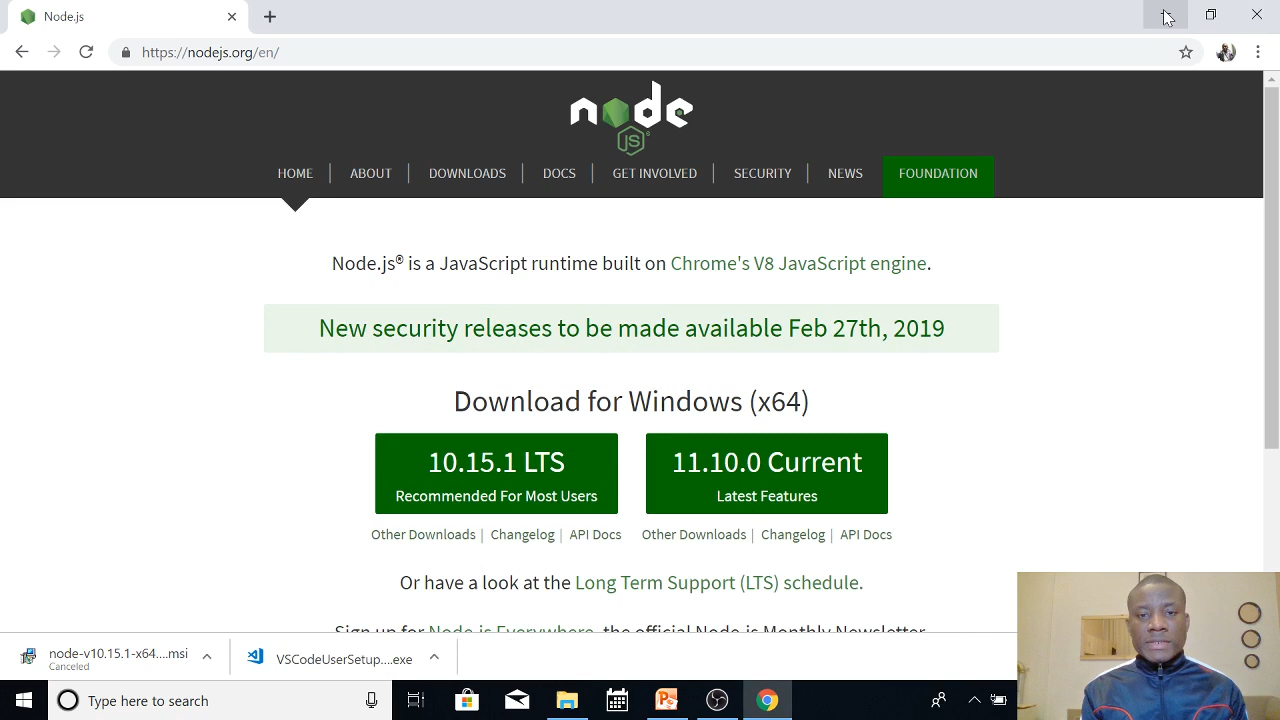 Node.js
https://nodejs.org/en/
node
JS
HOME
ABOUT
DOWNLOADS
DOCS
GET INVOLVED
SECURITY
NEWS
FOUNDATION
Node.js® is a JavaScript runtime built on Chrome's V8 JavaScript engine.
New security releases to be made available Feb 27th, 2019
Download for Windows (x64)
10.15.1 LTS
Recommended For Most Users
11.10.0 Current
Latest Features
Other Downloads | Changelog | API Docs
Other Downloads | Changelog | API Docs
Or have a look at the Long Term Support (LTS) schedule.
Sign up for Node.js Everywhere, the official Node.js Monthly Newsletter.
node-v10.15.1-x64....msi
Canceled
VSCodeUserSetup....exe
Type here to search